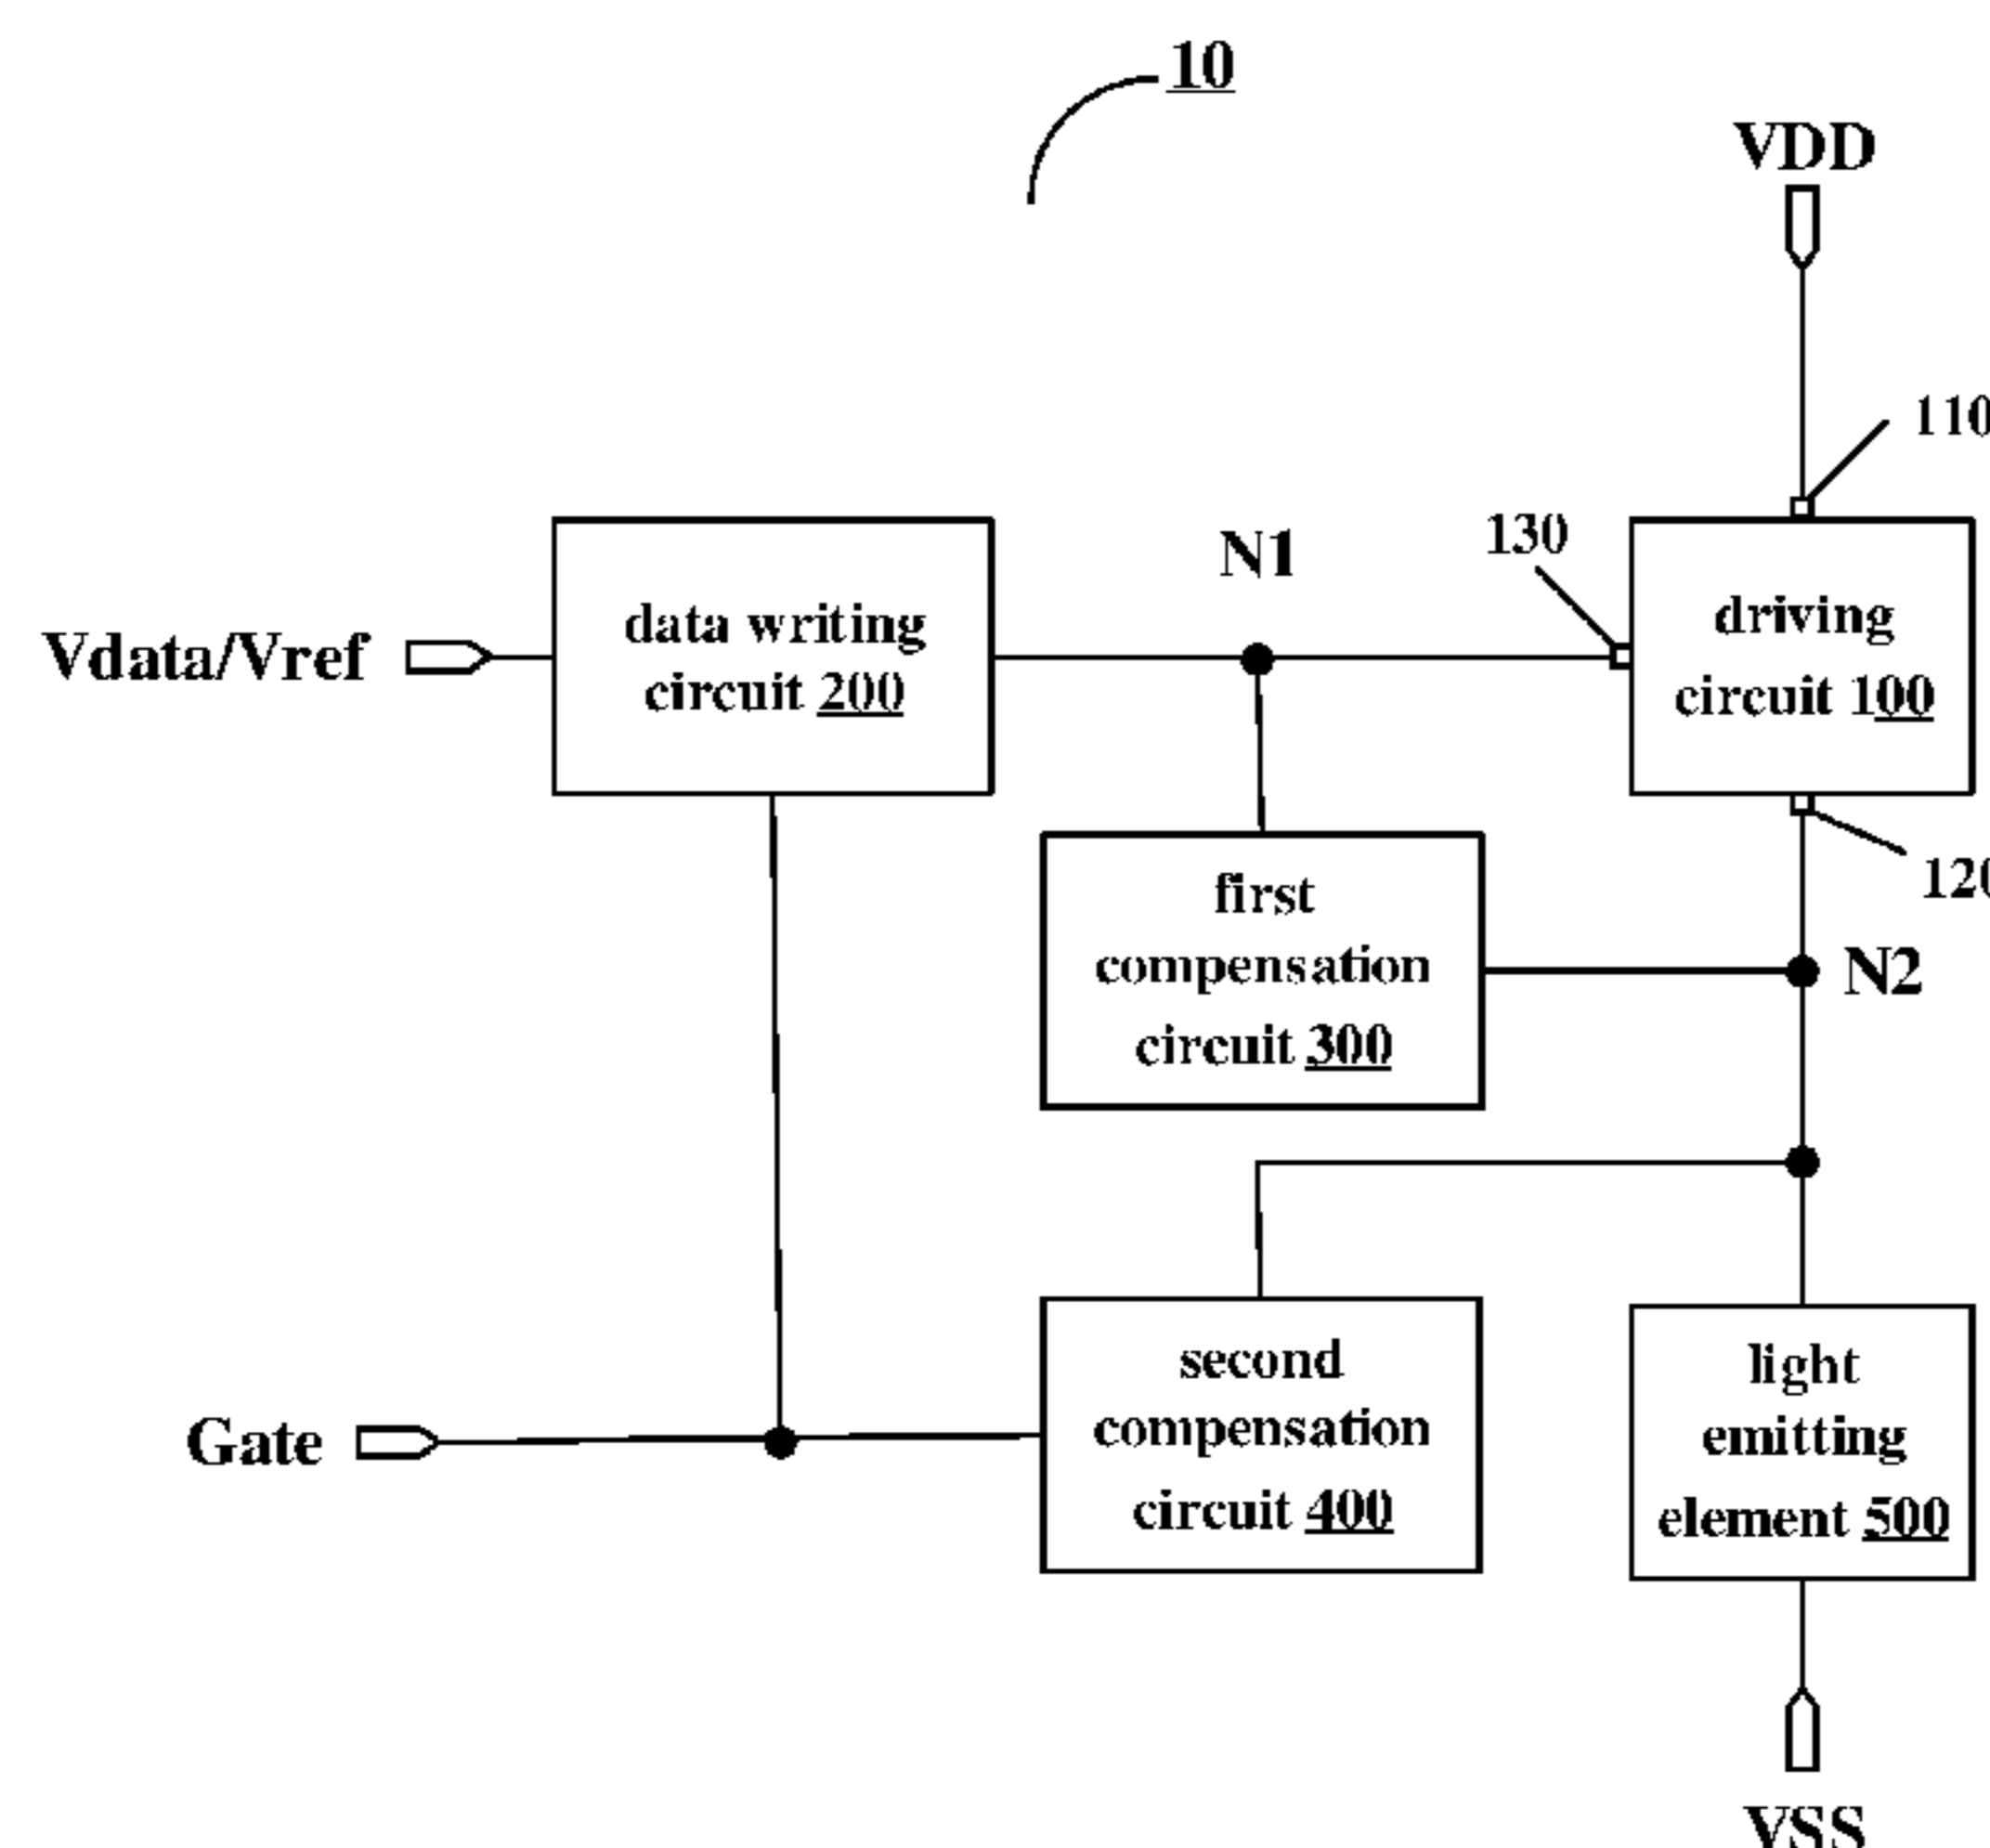 10
VDD
110
130
N1
data writing
circuit 200
driving
circuit 100
Vdata/Vref
first
compensation
circuit 300
120
N2
second
compensation
circuit 400
light
emitting
element 500
Gate
VSS